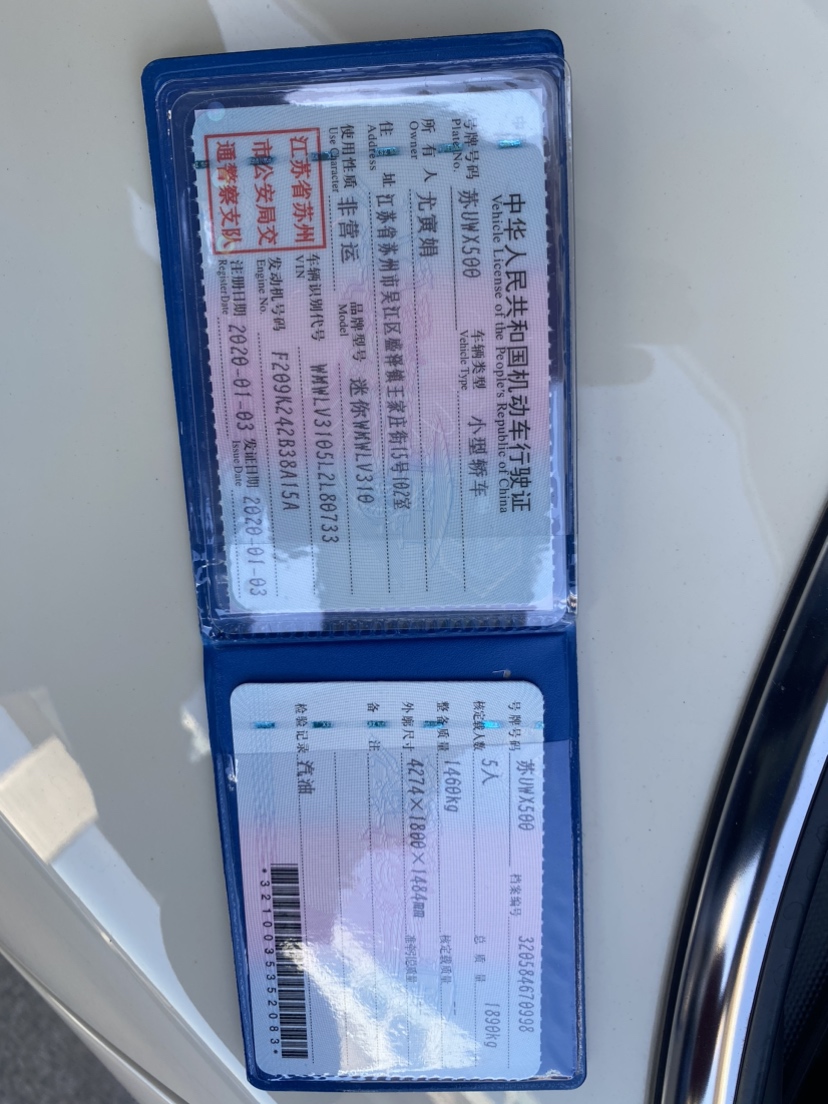 中华人民共和国机动车行驶证
Vehicle License of the People's Republic of China
号牌号码 苏UWX500 车辆类型 小型轿车
Plate No. Vehicle Type
所有人 尤寅娟
Owner
住址 江苏省苏州市吴江区盛泽镇王家庄街15号102室
Address
使用性质 非营运 品牌型号 迷你WMWLV310
Use Character Model
江苏省苏州
市公安局交
通警察支队
车辆识别代号 WMWLV3105L2L80733
VIN
发动机号码 F209K242B38A15A
Engine No.
注册日期 2020-01-03 发证日期 2020-01-03
Register Date Issue Date
号牌号码 苏UWX500 档案编号 320584670998
核定载人数 5人 总质量 1890kg
整备质量 1460kg 核定载质量 --
外廓尺寸 4274×1800×1484mm 准牵引总质量
备注
检验记录 汽油
*3210035352083*